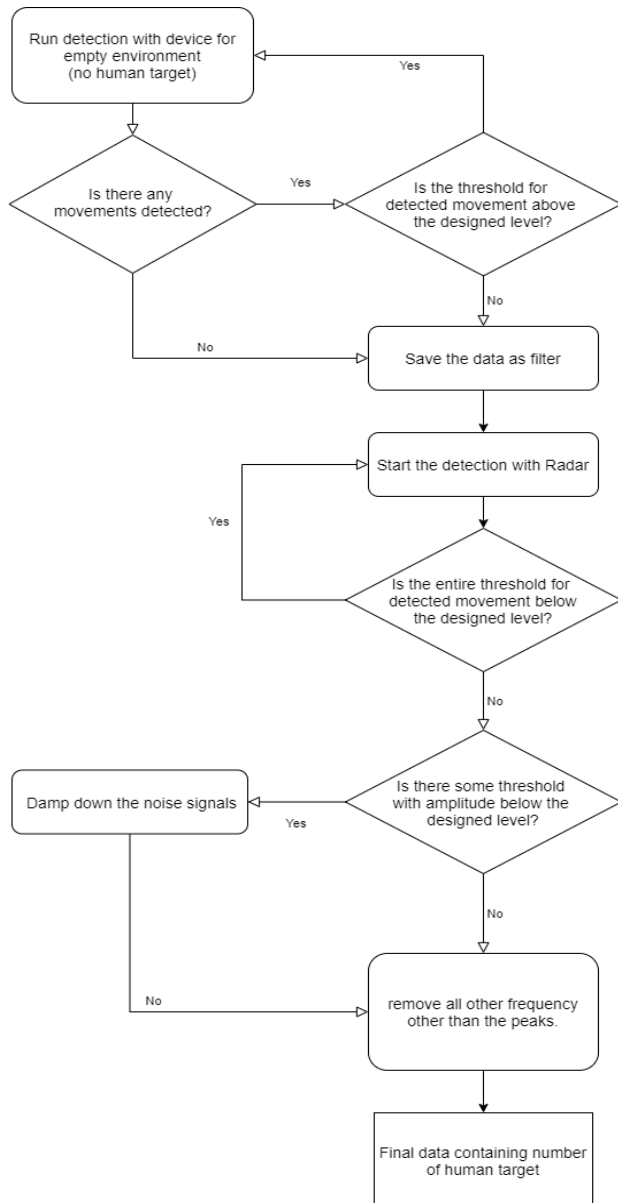 Run detection with device for
empty environment
(no human target)
Yes
Is there any
movements detected?
Yes
Is the threshold for
detected movement above
the designed level?
No
No
Save the data as filter
Start the detection with Radar
Yes
Is the entire threshold for
detected movement below
the designed level?
No
Is there some threshold
with amplitude below the
designed level?
Damp down the noise signals
Yes
No
No
remove all other frequency
other than the peaks.
Final data containing number
of human target